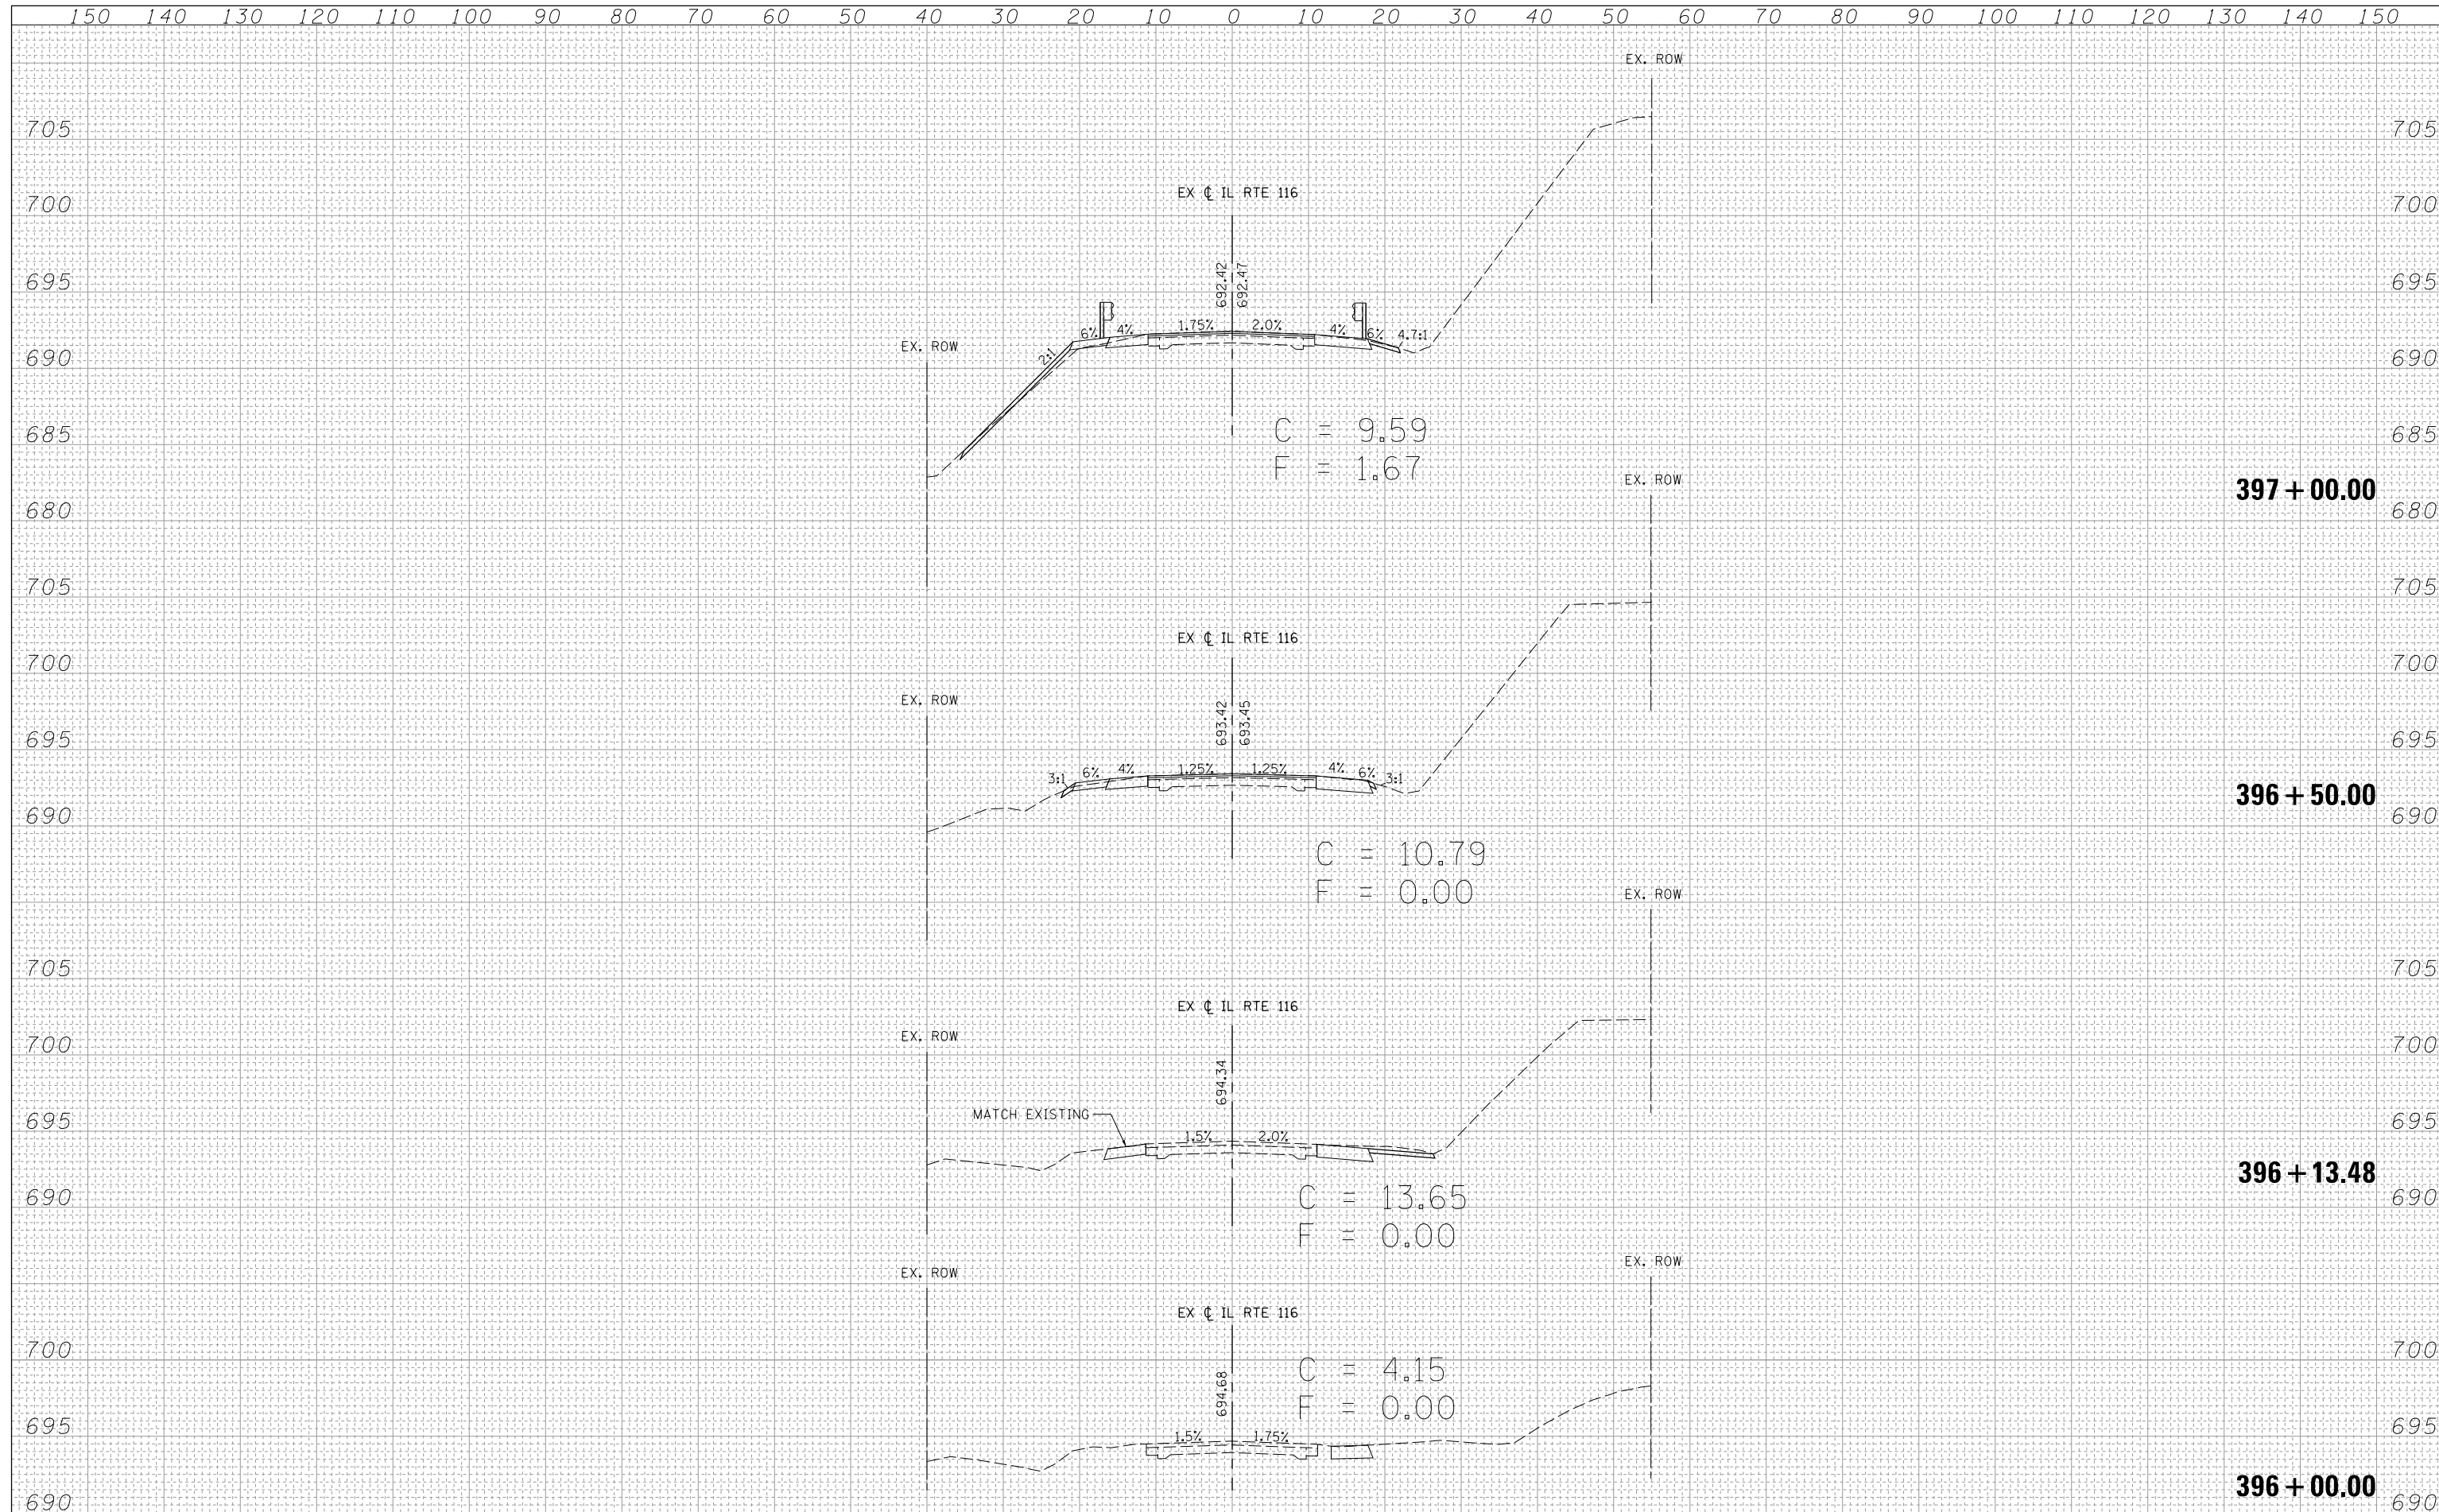 150 140 130 120 110 100 90 80 70 60 50 40 30 20 10 0 10 20 30 40 50 60 70 80 90 100 110 120 130 140 150
EX. ROW
705 705
EX ℄ IL RTE 116
700 700
692.42 692.47
695 695
6% 4% 1.75% 2.0% 4% 6% 4.7:1
EX. ROW
2:1
690 690
C = 9.59
685 685
F = 1.67
EX. ROW
397+00.00
680 680
705 705
EX ℄ IL RTE 116
700 700
EX. ROW
693.42 693.45
695 695
3:1 6% 4% 1.25% 1.25% 4% 6% 3:1
396+50.00
690 690
C = 10.79
F = 0.00
EX. ROW
705 705
EX ℄ IL RTE 116
EX. ROW
700 700
694.34
MATCH EXISTING
695 695
1.5% 2.0%
396+13.48
690 690
C = 13.65
F = 0.00
EX. ROW
EX. ROW
EX ℄ IL RTE 116
700 700
C = 4.15
694.68
F = 0.00
695 695
1.5% 1.75%
396+00.00
690 690